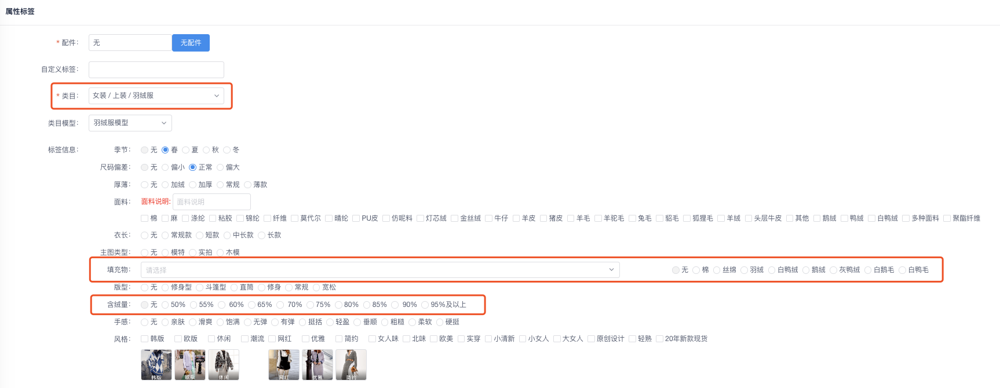 属性标签
* 配件： 无 无配件
自定义标签：
* 类目： 女装 / 上装 / 羽绒服
类目模型： 羽绒服模型
标签信息： 季节： 无 春 夏 秋 冬
尺码偏差： 无 偏小 正常 偏大
厚薄： 无 加绒 加厚 常规 薄款
面料： 面料说明: 面料说明
棉 麻 涤纶 粘胶 锦纶 纤维 莫代尔 晴纶 PU皮 仿呢料 灯芯绒 金丝绒 牛仔 羊皮 猪皮 羊毛 羊驼毛 兔毛 貂毛 狐狸毛 羊绒 头层牛皮 其他 鹅绒 鸭绒 白鸭绒 多种面料 聚酯纤维
衣长： 无 常规款 短款 中长款 长款
主图类型： 无 模特 实拍 木模
填充物： 请选择 无 棉 丝绵 羽绒 白鸭绒 鹅绒 灰鸭绒 白鹅毛 白鸭毛
版型： 无 修身型 斗篷型 直筒 修身 常规 宽松
含绒量： 无 50% 55% 60% 65% 70% 75% 80% 85% 90% 95%及以上
手感： 无 亲肤 滑爽 饱满 无弹 有弹 挺括 轻盈 垂顺 粗糙 柔软 硬挺
风格： 韩版 欧版 休闲 潮流 网红 优雅 简约 女人味 北味 欧美 实穿 小清新 小女人 大女人 原创设计 轻熟 20年新款现货
韩版 欧版 休闲 网红 优雅 简约